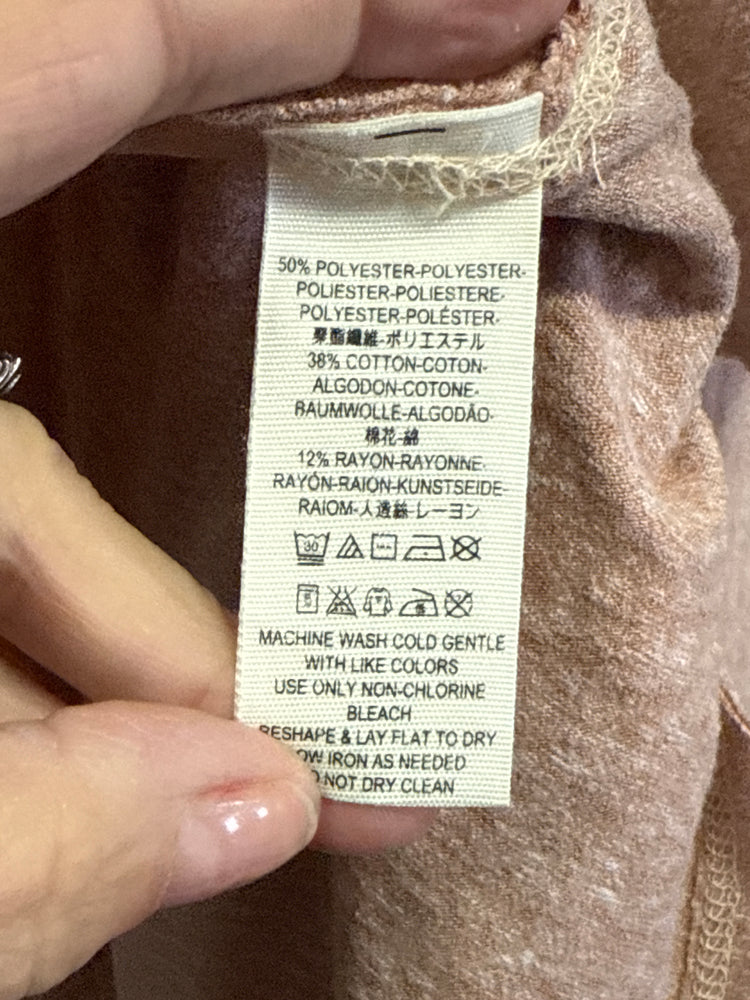 50% POLYESTER-POLYESTER-
POLIESTER-POLIESTERE-
POLYESTER-POLÉSTER-
聚酯纖維-ポリエステル
38% COTTON-COTON-
ALGODON-COTONE-
BAUMWOLLE-ALGODÃO-
棉花-綿
12% RAYON-RAYONNE-
RAYÓN-RAION-KUNSTSEIDE-
RAIOM-人造絲-レーヨン
30
MACHINE WASH COLD GENTLE
WITH LIKE COLORS
USE ONLY NON-CHLORINE
BLEACH
RESHAPE & LAY FLAT TO DRY
OW IRON AS NEEDED
NOT DRY CLEAN